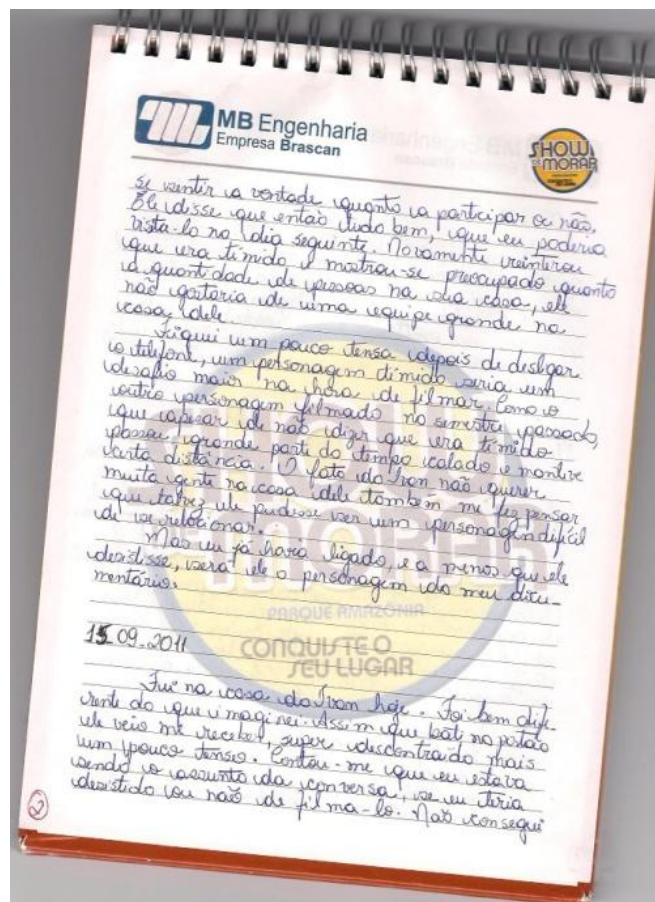 MB Engenharia
Empresa Brascan
SHOW
DE MORAR
se sentir a vontade quanto a participar ou não.
Ele disse que então tudo bem, que eu poderia
visita-lo no dia seguinte. Novamente reinterou
que era tímido e mostrou-se preocupado quanto
a quantidade de pessoas na sua casa, ele
não gostaria de uma equipe grande na
casa dele
Fiquei um pouco tensa depois de desligar
o telefone, um personagem tímido seria um
desafio maior na hora de filmar. Como o
outro personagem filmado no semestre passado,
que apesar de não dizer que era tímido
passou grande parte do tempo calado e mantive
certa distância. O fato do Ivan não querer
muita gente na casa dele também me fez pensar
que talvez ele pudesse ser um personagem difícil
de se relacionar.
Mas eu já havia ligado, e a menos que ele
desistisse, será ele o personagem do meu docu-
mentário.
SHOW
DE MORAR
PARQUE AMAZÔNIA
CONQUISTE O
SEU LUGAR
15.09.2011
Fui na casa do Ivan hoje. Foi bem dife-
rente do que imaginei. Assim que bati no portão
ele veio me receber, super descontraído mais
um pouco tenso. Contou-me que eu estava
sendo o assunto da conversa, se eu teria
desistido ou não de filma-lo. Não consegui
2